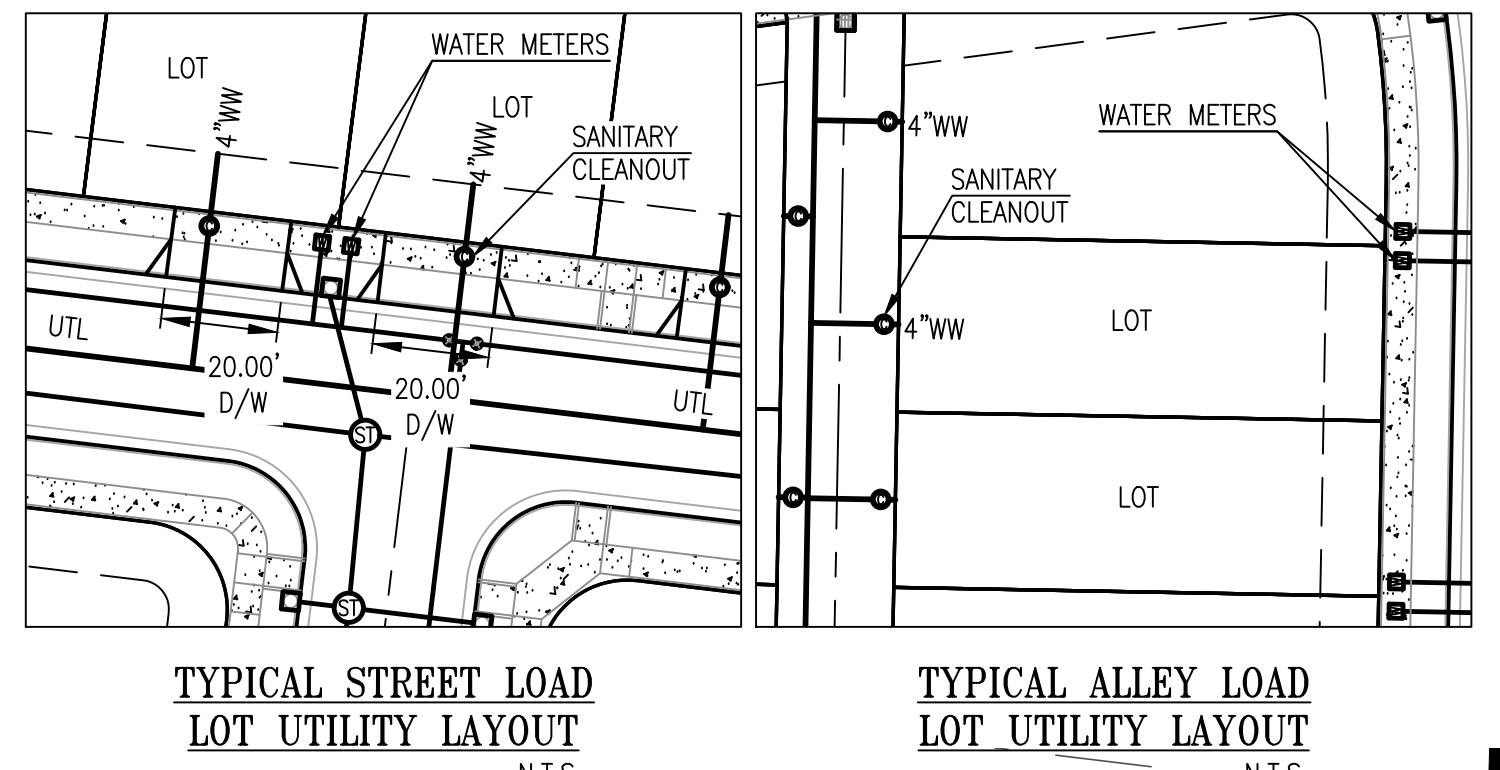 WATER METERS
LOT
4"WW
LOT
4"WW
SANITARY
CLEANOUT
C
W
W
C
C
UTL
20.00'
D/W
20.00'
D/W
UTL
ST
ST
TYPICAL STREET LOAD
LOT UTILITY LAYOUT
N.T.S.
WATER METERS
C
4"WW
SANITARY
CLEANOUT
C
W
W
C
4"WW
LOT
LOT
C
C
W
W
TYPICAL ALLEY LOAD
LOT UTILITY LAYOUT
N.T.S.